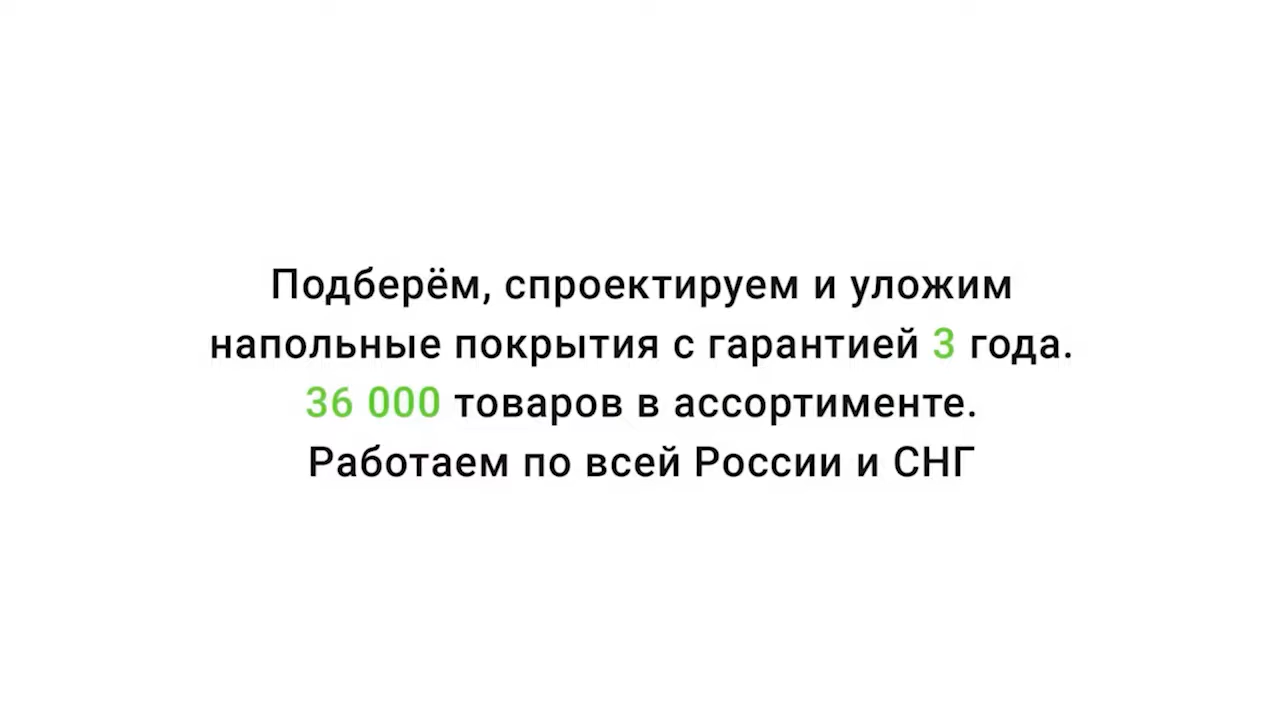 Подберём, спроектируем и уложим
напольные покрытия с гарантией 3 года.
36 000 товаров в ассортименте.
Работаем по всей России и СНГ